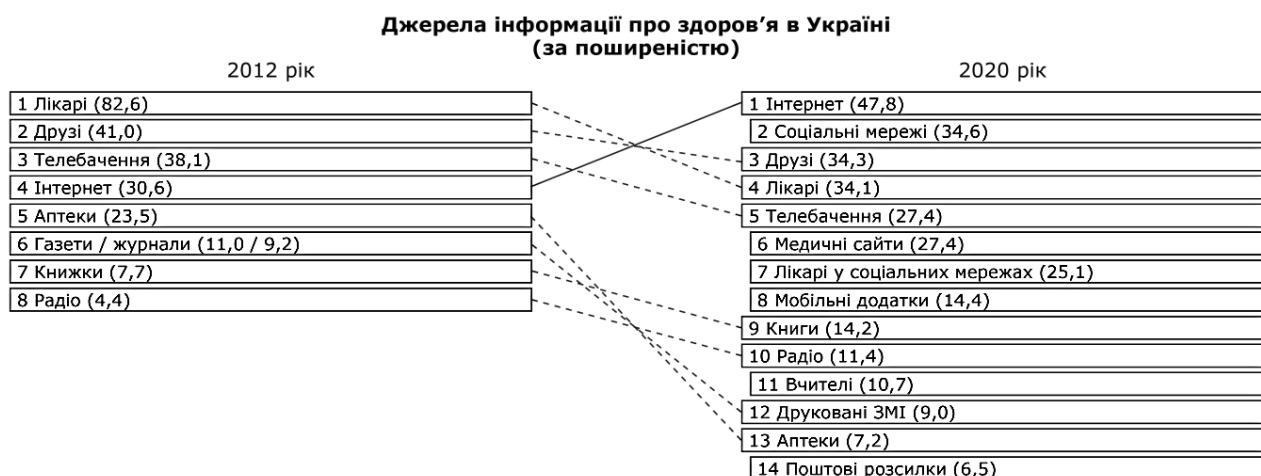 Джерела інформації про здоров’я в Україні
(за поширеністю)
2012 рік
1 Лікарі (82,6)
2 Друзі (41,0)
3 Телебачення (38,1)
4 Інтернет (30,6)
5 Аптеки (23,5)
6 Газети / журнали (11,0 / 9,2)
7 Книжки (7,7)
8 Радіо (4,4)
2020 рік
1 Інтернет (47,8)
2 Соціальні мережі (34,6)
3 Друзі (34,3)
4 Лікарі (34,1)
5 Телебачення (27,4)
6 Медичні сайти (27,4)
7 Лікарі у соціальних мережах (25,1)
8 Мобільні додатки (14,4)
9 Книги (14,2)
10 Радіо (11,4)
11 Вчителі (10,7)
12 Друковані ЗМІ (9,0)
13 Аптеки (7,2)
14 Поштові розсилки (6,5)